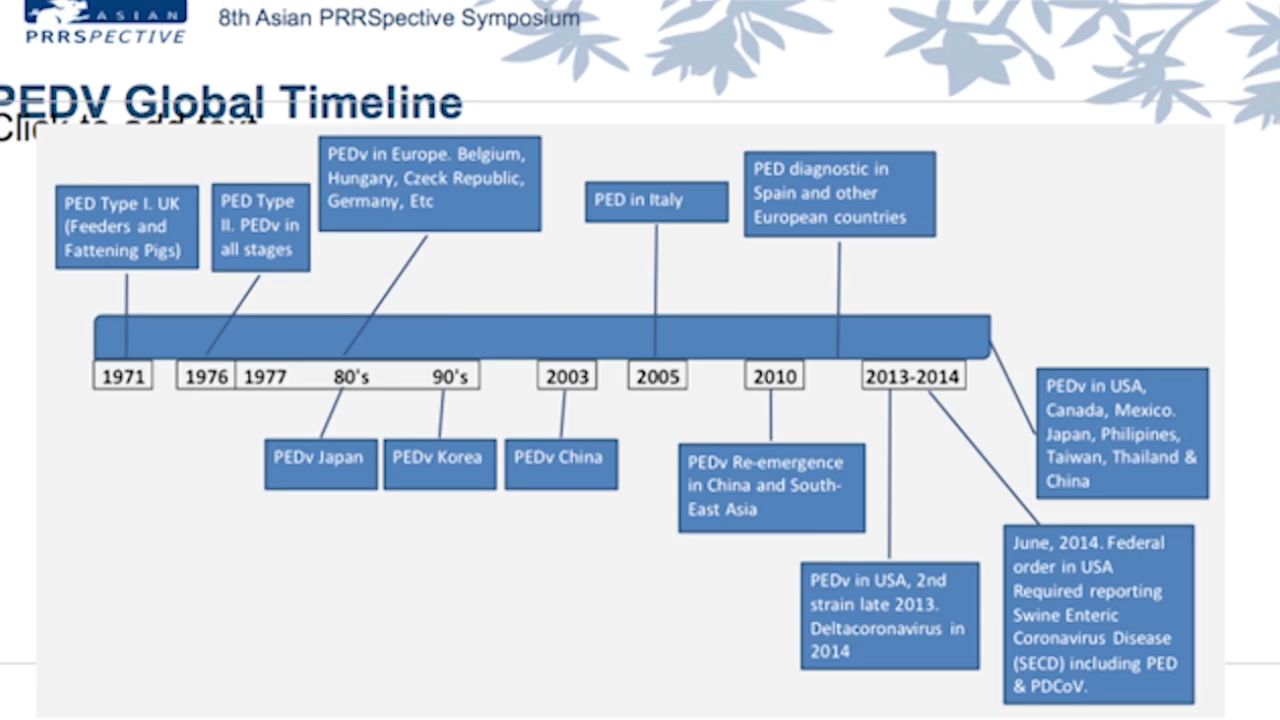 ASIAN
PRRSPECTIVE
8th Asian PRRSpective Symposium
PEDV Global Timeline
Click to add text
PED Type I. UK
(Feeders and
Fattening Pigs)
PED Type
II. PEDv in
all stages
PEDv in Europe. Belgium,
Hungary, Czeck Republic,
Germany, Etc
PED in Italy
PED diagnostic in
Spain and other
European countries
1971
1976
1977
80's
90's
2003
2005
2010
2013-2014
PEDv Japan
PEDv Korea
PEDv China
PEDv Re-emergence
in China and South-
East Asia
PEDv in USA,
Canada, Mexico.
Japan, Philipines,
Taiwan, Thailand &
China
PEDv in USA, 2nd
strain late 2013.
Deltacoronavirus in
2014
June, 2014. Federal
order in USA
Required reporting
Swine Enteric
Coronavirus Disease
(SECD) including PED
& PDCoV.